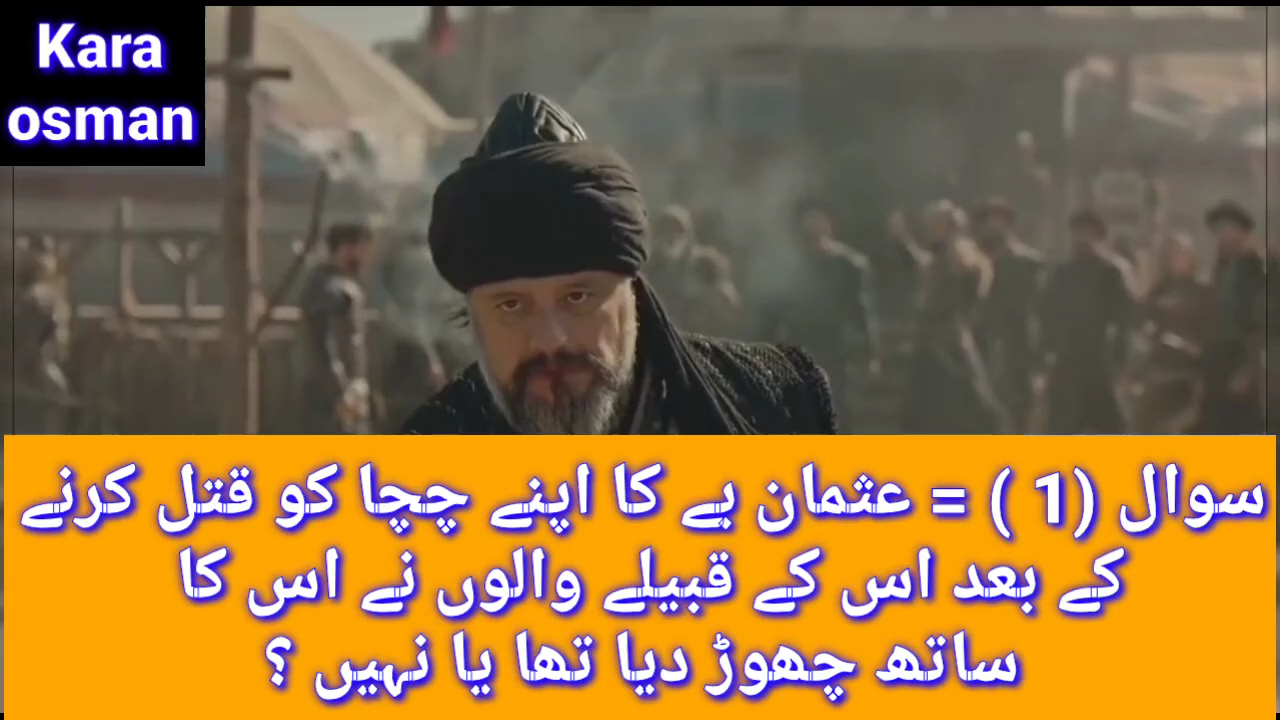 Kara
osman
سوال (1 ) = عثمان بے کا اپنے چچا کو قتل کرنے
کے بعد اس کے قبیلے والوں نے اس کا
ساتھ چھوڑ دیا تھا یا نہیں ؟